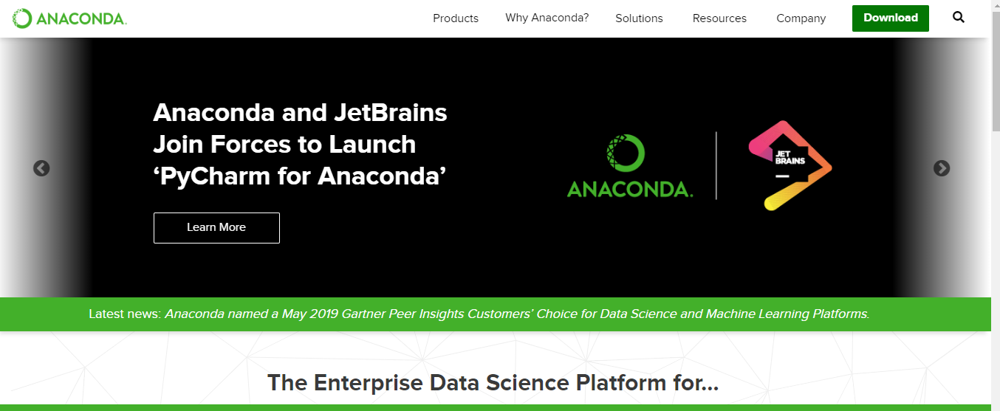 ANACONDA.
Products
Why Anaconda?
Solutions
Resources
Company
Download
Anaconda and JetBrains
Join Forces to Launch
‘PyCharm for Anaconda’
Learn More
ANACONDA.
JET
BRAINS
Latest news: Anaconda named a May 2019 Gartner Peer Insights Customers’ Choice for Data Science and Machine Learning Platforms.
The Enterprise Data Science Platform for...